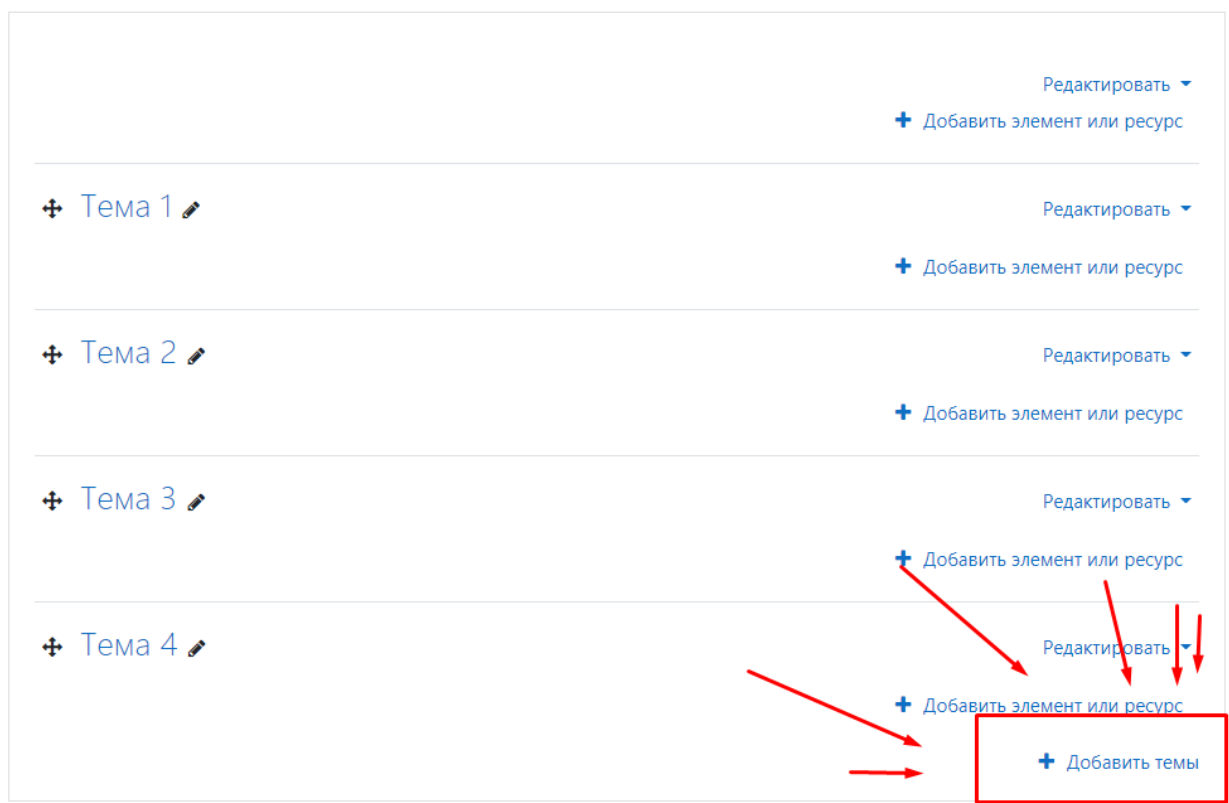 Редактировать
Добавить элемент или ресурс
Тема 1
Редактировать
Добавить элемент или ресурс
Тема 2
Редактировать
Добавить элемент или ресурс
Тема 3
Редактировать
Добавить элемент или ресурс
Тема 4
Редактировать
Добавить элемент или ресурс
Добавить темы